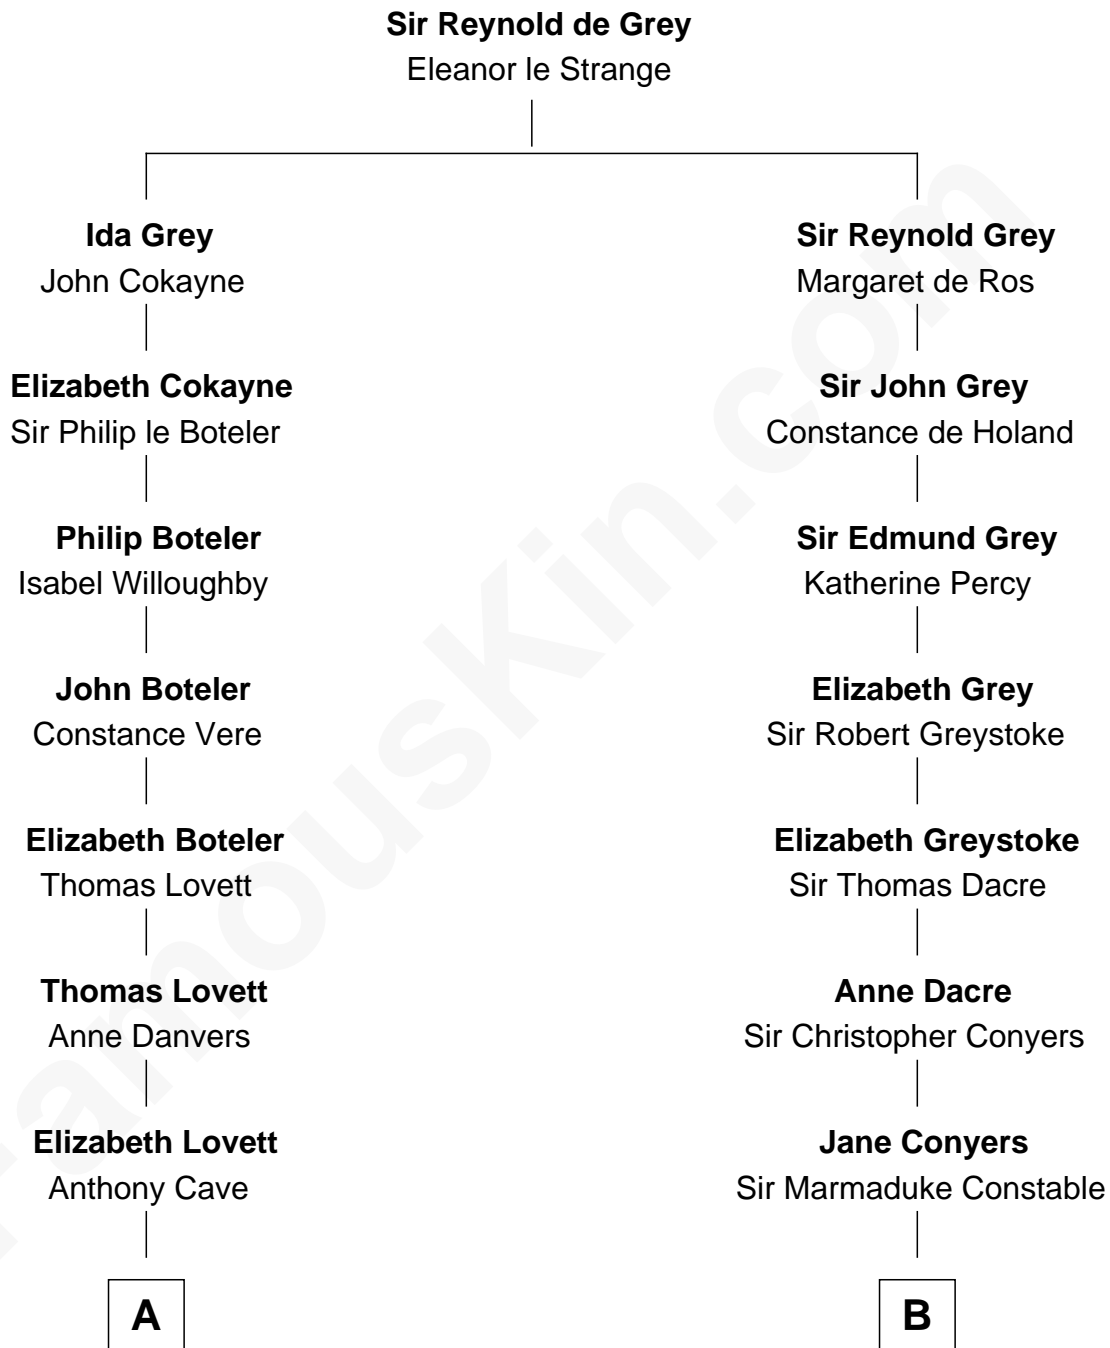 Sir Reynold de Grey
Eleanor le Strange
Ida Grey
John Cokayne
Elizabeth Cokayne
Sir Philip le Boteler
Philip Boteler
Isabel Willoughby
John Boteler
Constance Vere
Elizabeth Boteler
Thomas Lovett
Thomas Lovett
Anne Danvers
Elizabeth Lovett
Anthony Cave
A
Sir Reynold Grey
Margaret de Ros
Sir John Grey
Constance de Holand
Sir Edmund Grey
Katherine Percy
Elizabeth Grey
Sir Robert Greystoke
Elizabeth Greystoke
Sir Thomas Dacre
Anne Dacre
Sir Christopher Conyers
Jane Conyers
Sir Marmaduke Constable
B
FamousKin.com